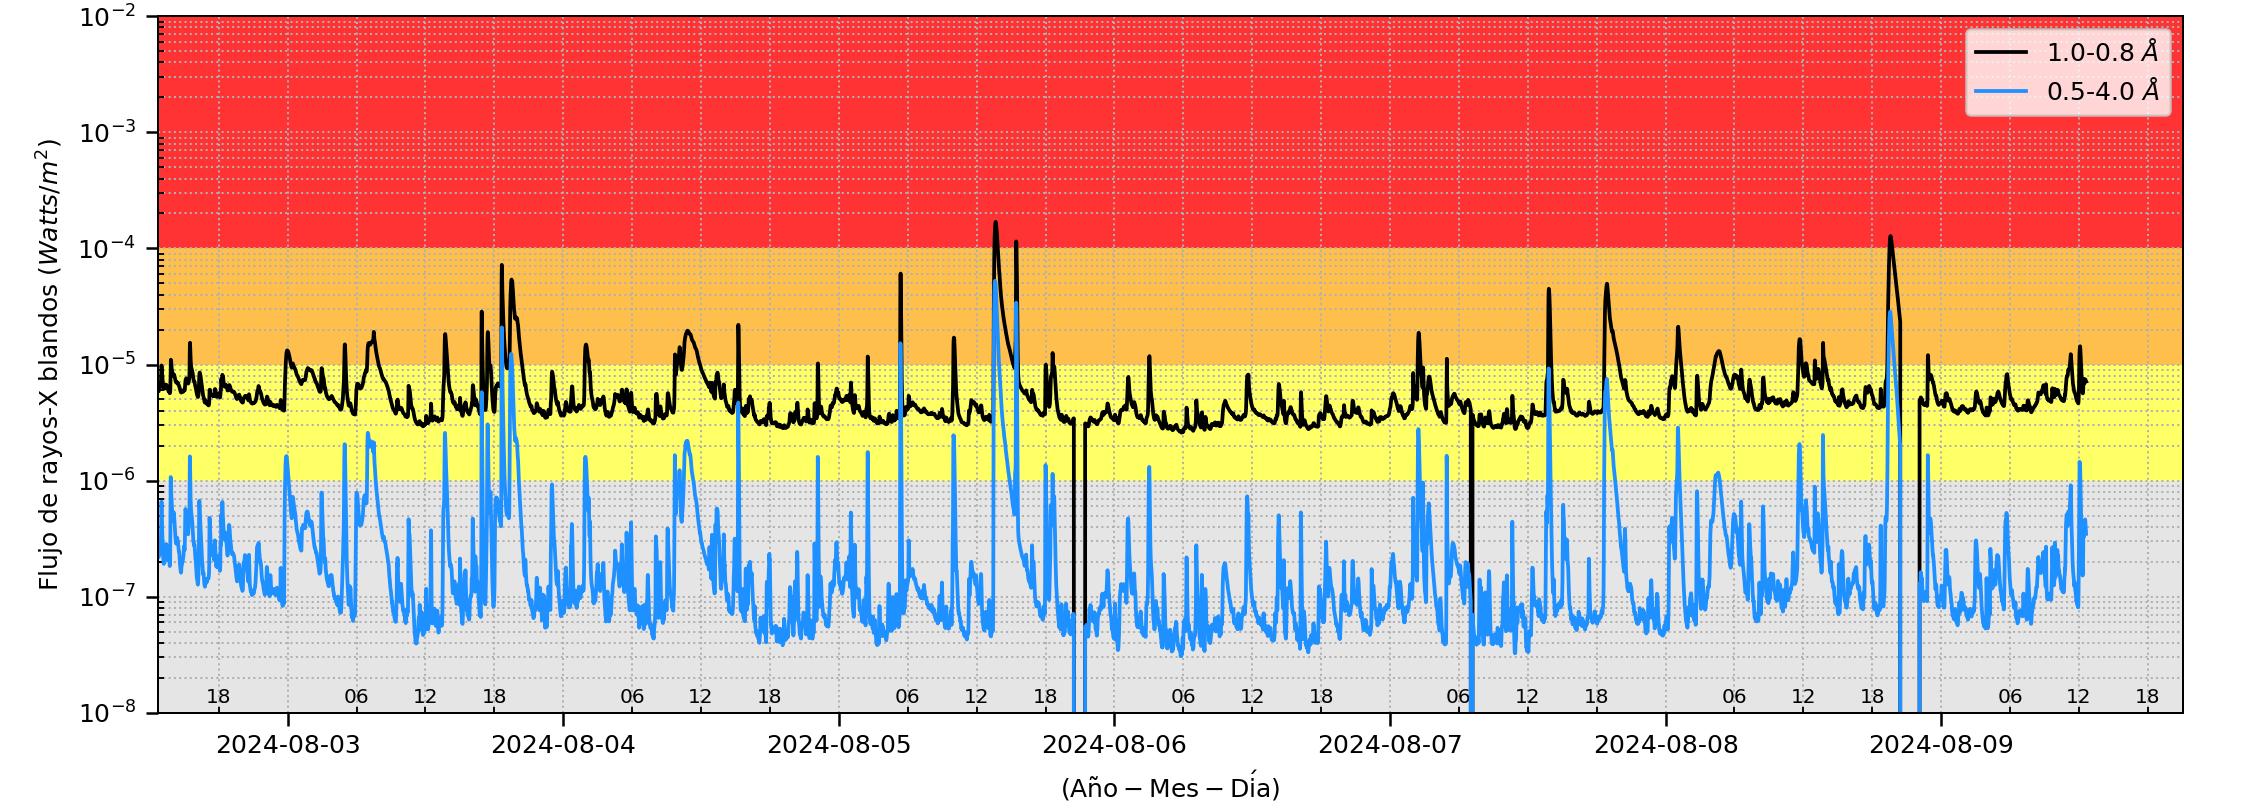 10⁻²
10⁻³
10⁻⁴
10⁻⁵
10⁻⁶
10⁻⁷
10⁻⁸
Flujo de rayos-X blandos (Watts/m²)
1.0-0.8 Å
0.5-4.0 Å
18 06 12 18 06 12 18 06 12 18 06 12 18 06 12 18 06 12 18 06 12 18
2024-08-03 2024-08-04 2024-08-05 2024-08-06 2024-08-07 2024-08-08 2024-08-09
(Año − Mes − Día)